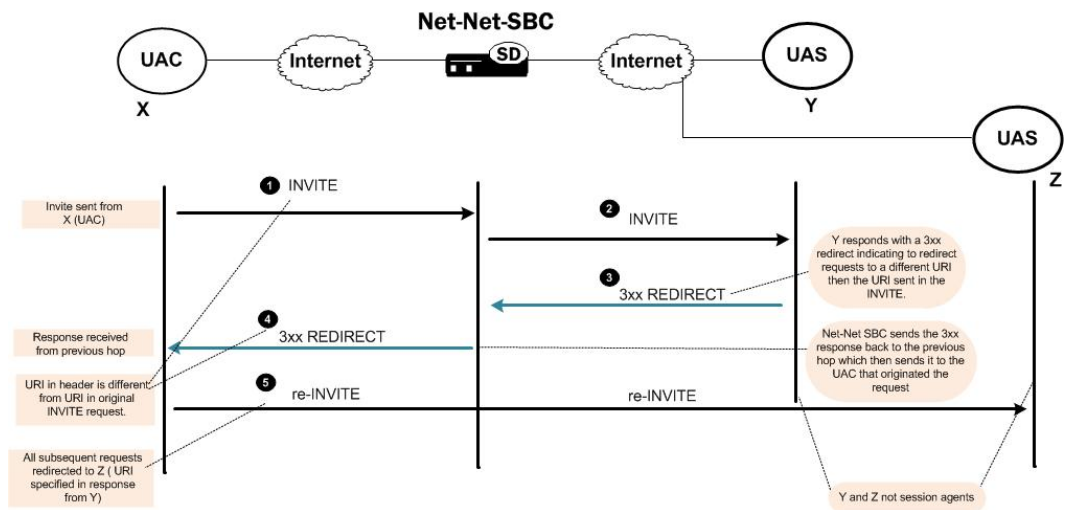 Net-Net-SBC
UAC
Internet
SD
Internet
UAS
X
Y
UAS
Z
1 INVITE
Invite sent from
X (UAC)
2
INVITE
Y responds with a 3xx
redirect indicating to redirect
requests to a different URI
then the URI sent in the
INVITE.
3
3xx REDIRECT
4
3xx REDIRECT
Response received
from previous hop
Net-Net SBC sends the 3xx
response back to the previous
hop which then sends it to the
UAC that originated the
request
URI in header is different
from URI in original
INVITE request.
5
re-INVITE
re-INVITE
All subsequent requests
redirected to Z ( URI
specified in response
from Y)
Y and Z not session agents